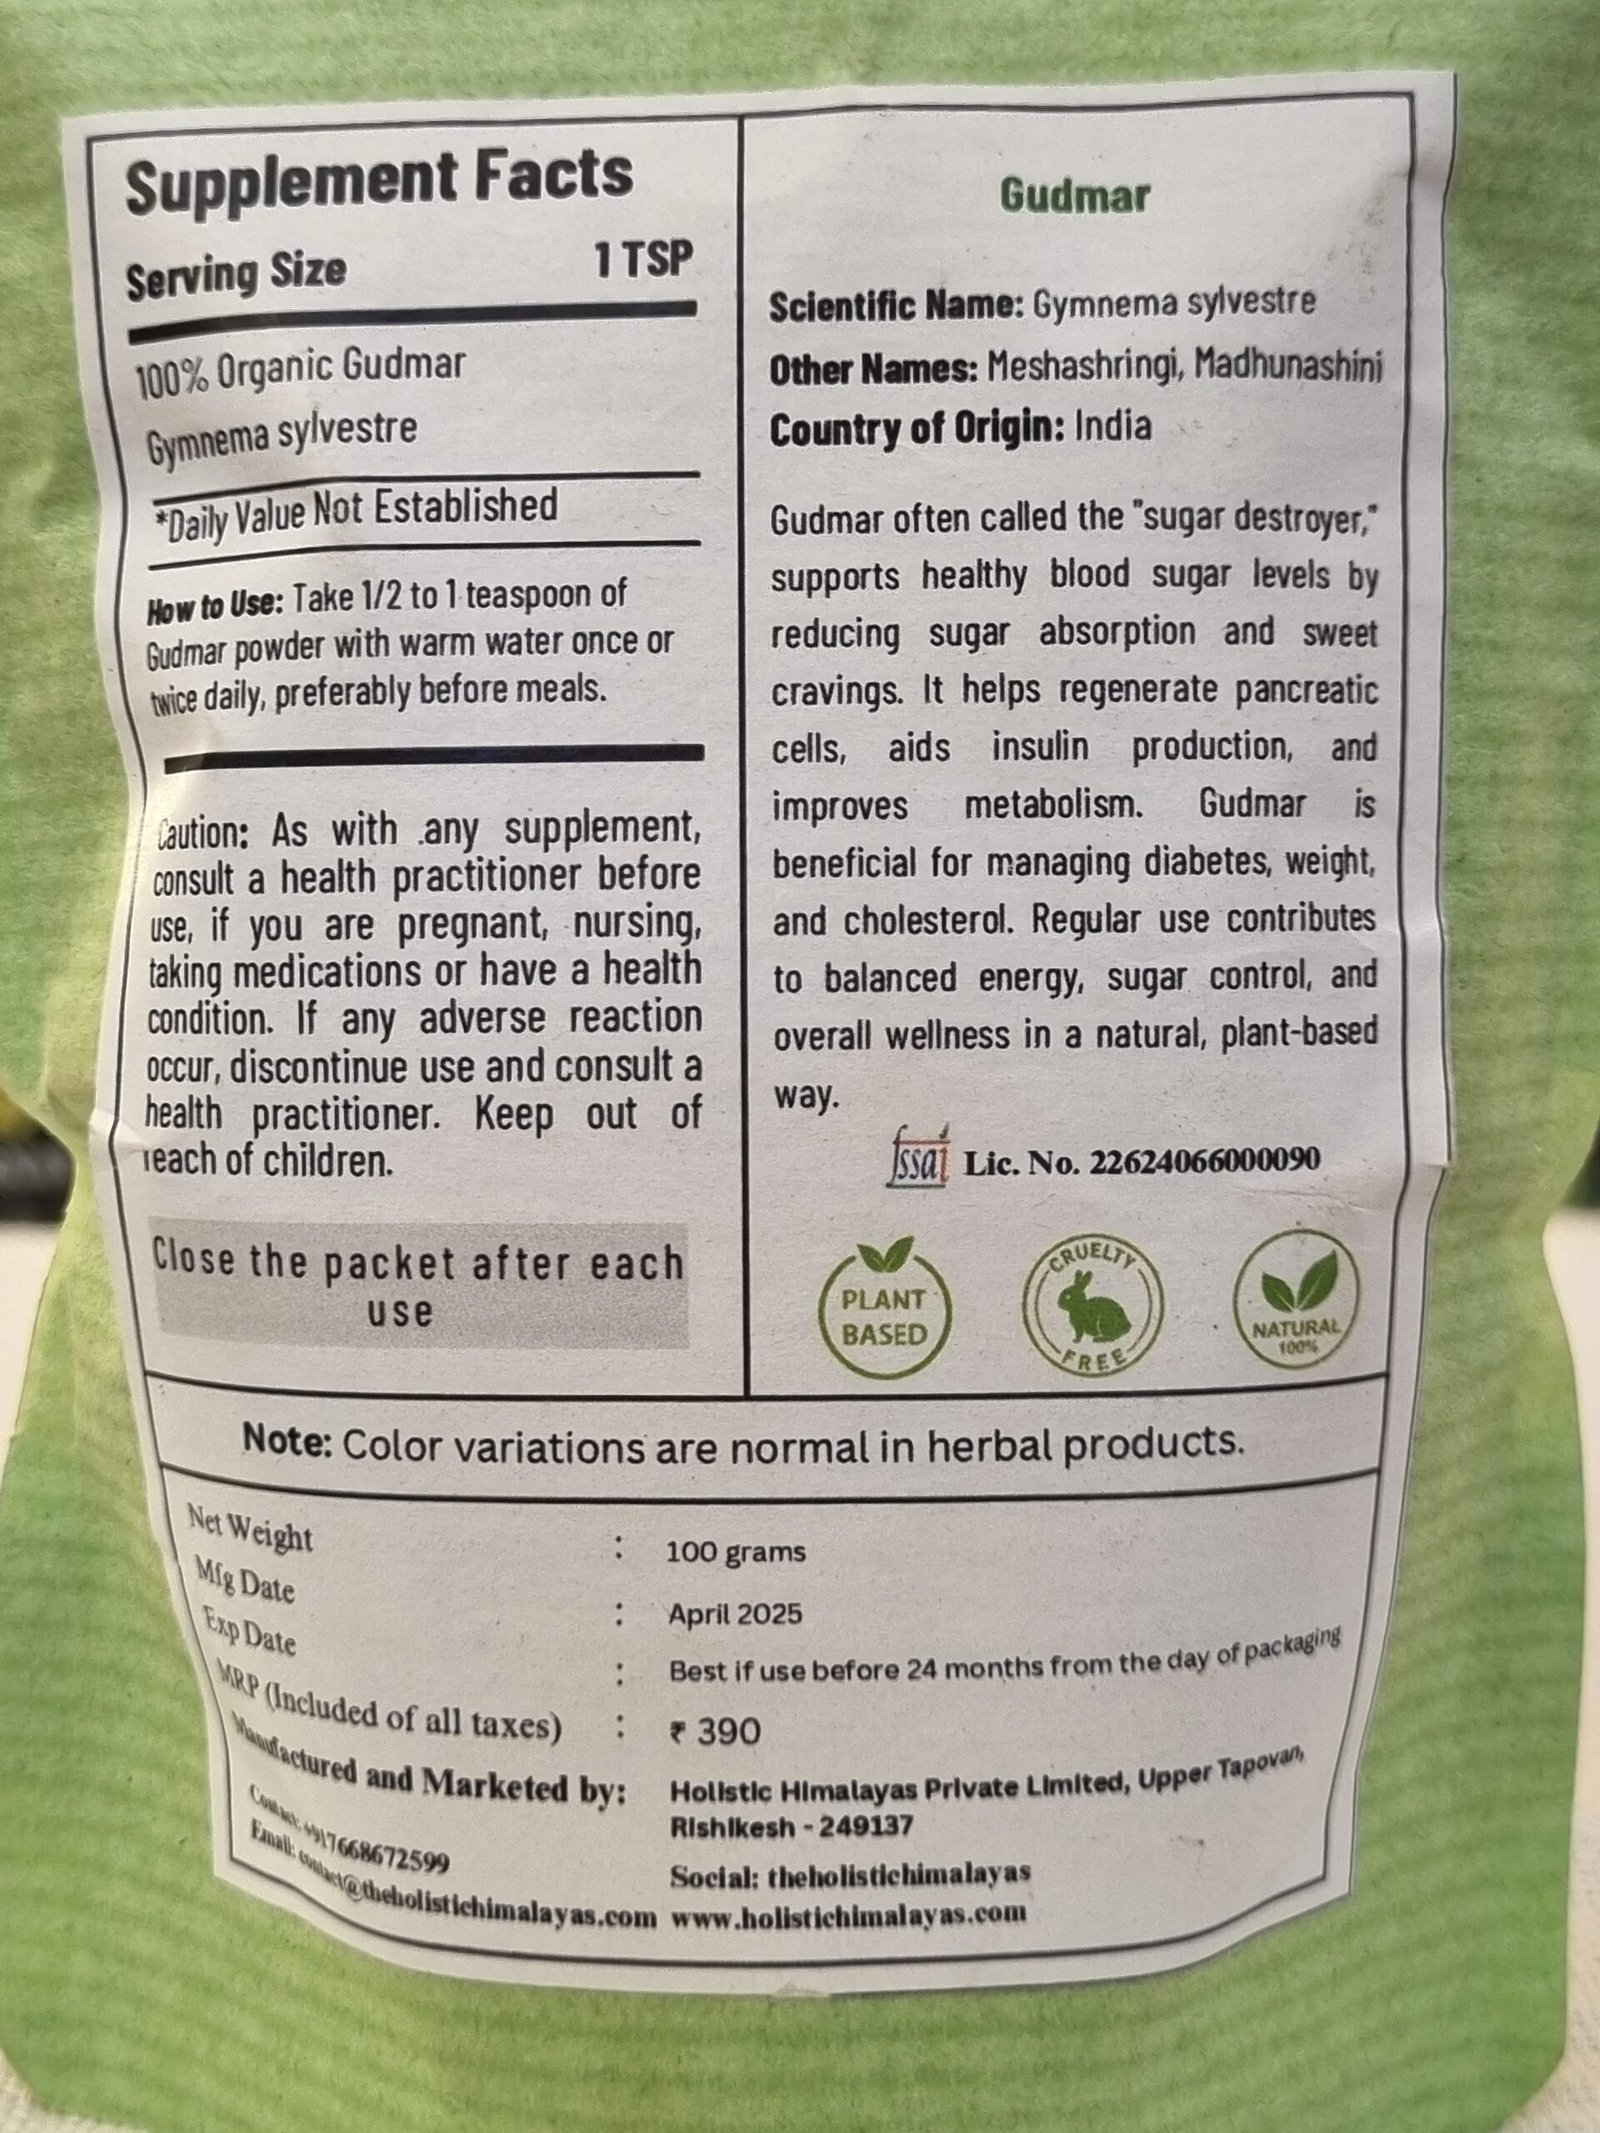 Supplement Facts
Serving Size 1 TSP
100% Organic Gudmar
Gymnema sylvestre
*Daily Value Not Established
How to Use: Take 1/2 to 1 teaspoon of
Gudmar powder with warm water once or
twice daily, preferably before meals.
Caution: As with any supplement,
consult a health practitioner before
use, if you are pregnant, nursing,
taking medications or have a health
condition. If any adverse reaction
occur, discontinue use and consult a
health practitioner. Keep out of
reach of children.
Close the packet after each
use
Gudmar
Scientific Name: Gymnema sylvestre
Other Names: Meshashringi, Madhunashini
Country of Origin: India
Gudmar often called the "sugar destroyer,"
supports healthy blood sugar levels by
reducing sugar absorption and sweet
cravings. It helps regenerate pancreatic
cells, aids insulin production, and
improves metabolism. Gudmar is
beneficial for managing diabetes, weight,
and cholesterol. Regular use contributes
to balanced energy, sugar control, and
overall wellness in a natural, plant-based
way.
fssai Lic. No. 22624066000090
PLANT
BASED
CRUELTY
FREE
NATURAL
100%
Note: Color variations are normal in herbal products.
Net Weight : 100 grams
Mfg Date : April 2025
Exp Date : Best if use before 24 months from the day of packaging
MRP (Included of all taxes) : ₹ 390
Manufactured and Marketed by: Holistic Himalayas Private Limited, Upper Tapovan,
Rishikesh - 249137
Contact: +917668672599
Social: theholistichimalayas
Email: contact@theholistichimalayas.com www.holistichimalayas.com